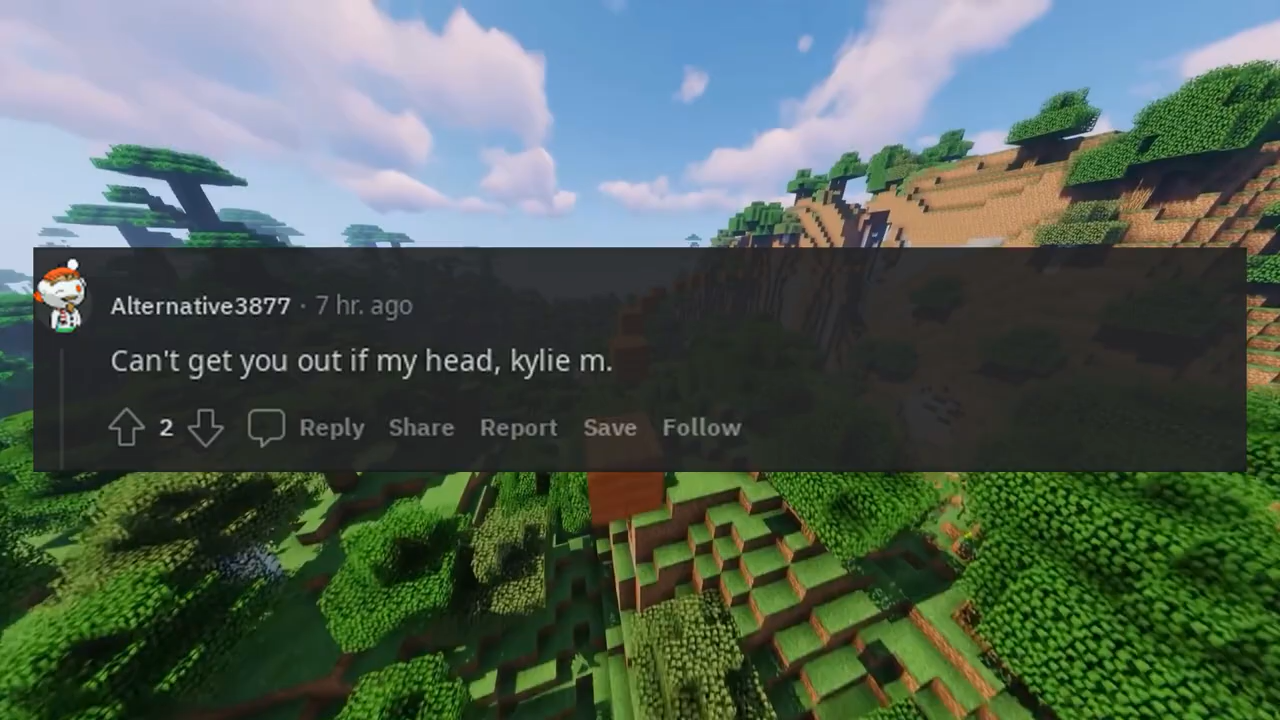 Alternative3877 · 7 hr. ago
Can't get you out if my head, kylie m.
2 Reply Share Report Save Follow